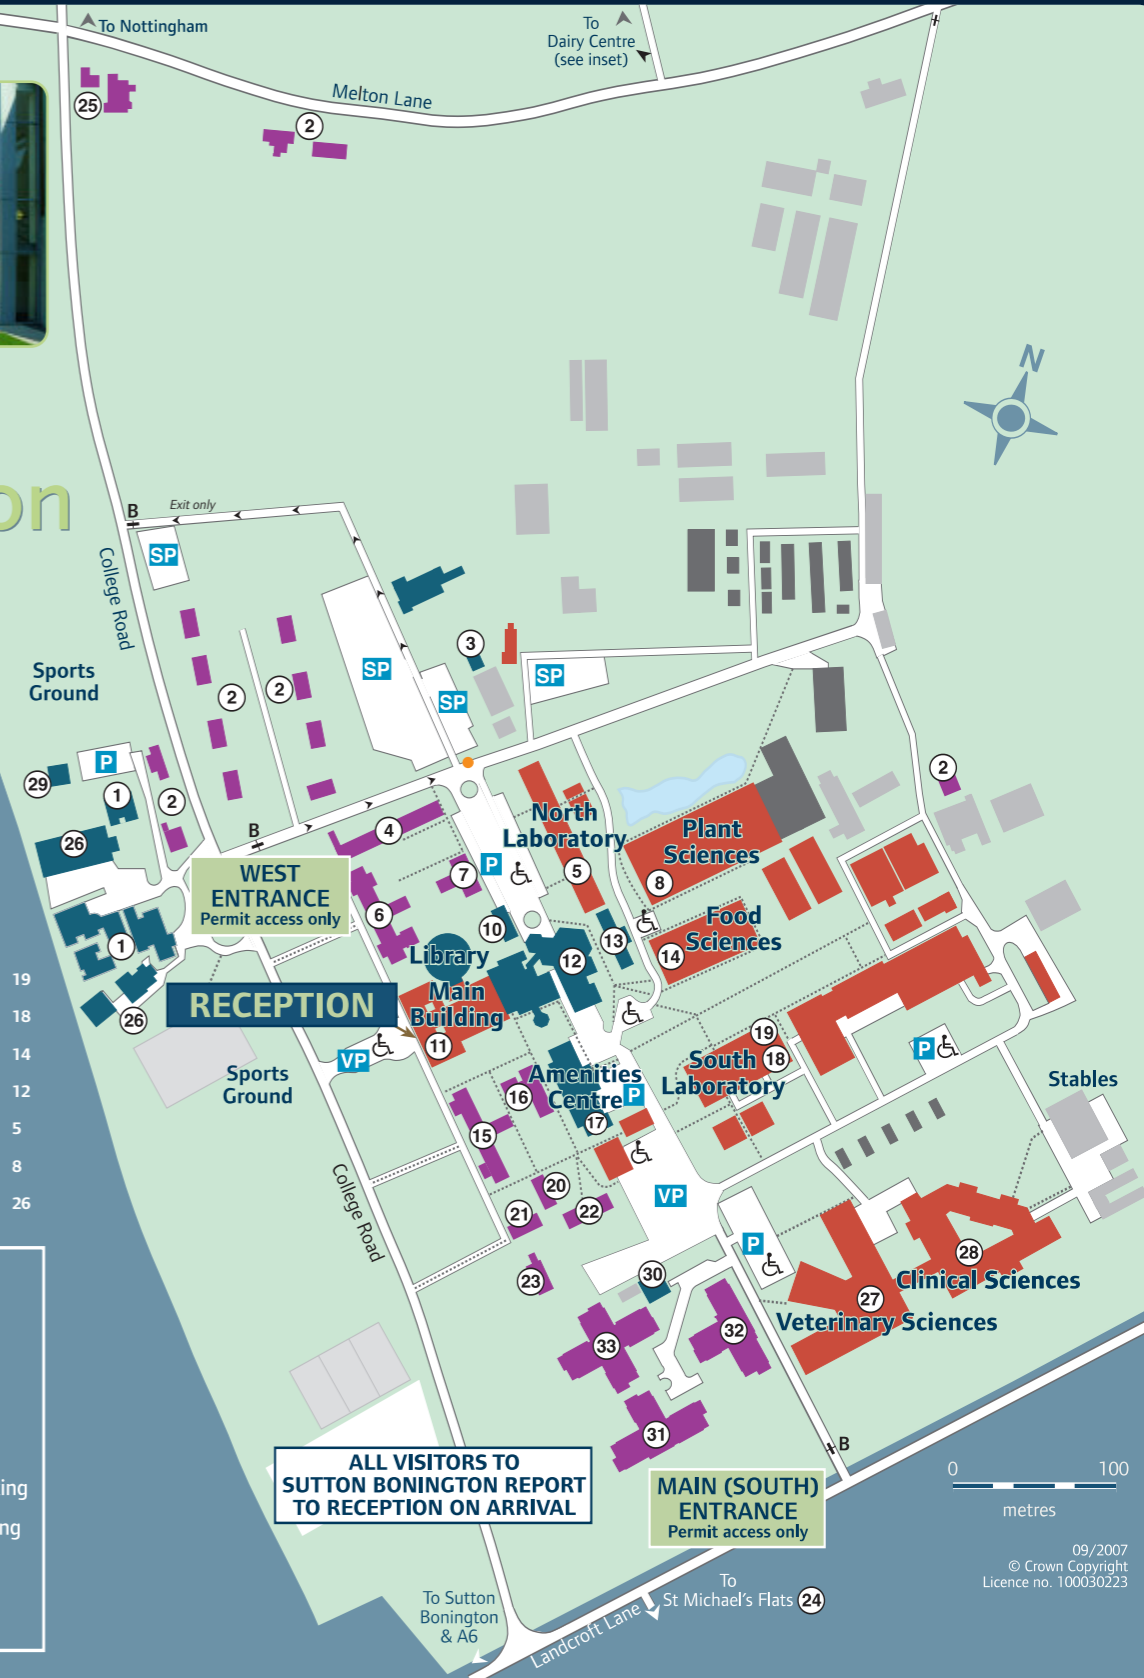 To Nottingham
To
Dairy Centre
(see inset)
Melton Lane
25
2
N
on
B
Exit only
SP
College Road
SP
3
SP
SP
Sports
Ground
2
2
P
29
1
2
26
B
4
WEST
ENTRANCE
Permit access only
North
Laboratory
5
P
7
6
10
Plant
Sciences
8
2
Food
Sciences
14
13
12
Library
1
26
RECEPTION
Main
Building
11
VP
Sports
Ground
19
18
14
12
5
8
26
19
18
South
Laboratory
P
Stables
Amenities
Centre
P
16
17
15
20
21
22
VP
College Road
23
30
P
28
Clinical Sciences
27
Veterinary Sciences
33
32
31
B
ALL VISITORS TO
SUTTON BONINGTON REPORT
TO RECEPTION ON ARRIVAL
MAIN (SOUTH)
ENTRANCE
Permit access only
0 100
metres
ing
ng
09/2007
© Crown Copyright
Licence no. 100030223
To Sutton
Bonington
& A6
Landcroft Lane
To
St Michael's Flats 24